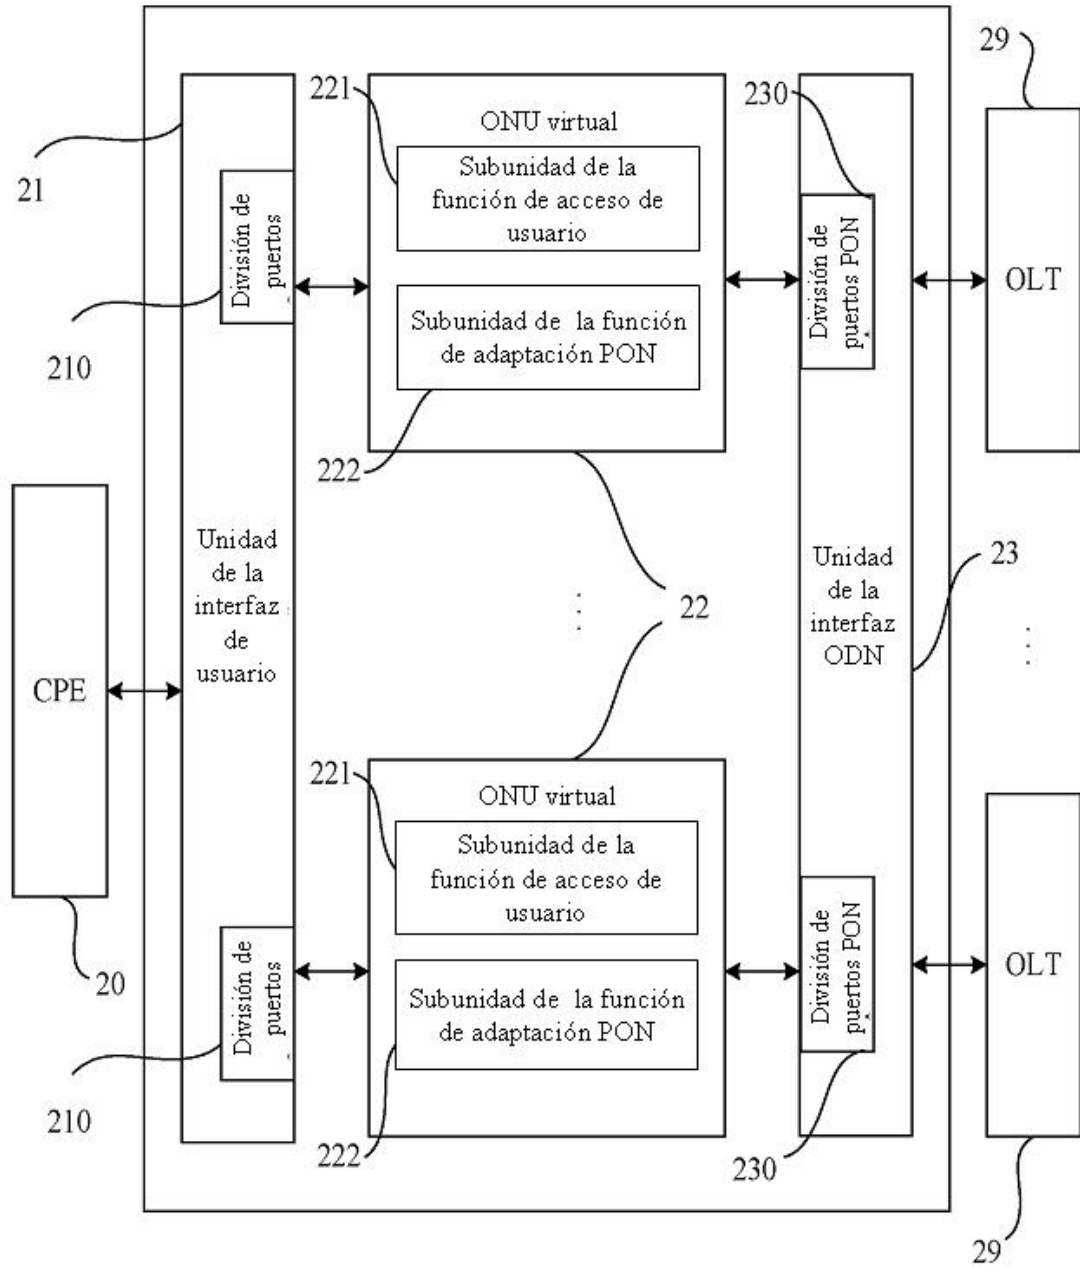 29
221
230
ONU virtual
Subunidad de la
función de acceso de
usuario
21
División de
puertos
División de
puertos PON
OLT
Subunidad de la función
de adaptación PON
210
222
Unidad
de la
interfaz
de
usuario
Unidad
de la
interfaz
ODN
23
22
CPE
221
ONU virtual
Subunidad de la
función de acceso de
usuario
División de
puertos
División de
puertos PON
OLT
20
Subunidad de la función
de adaptación PON
210
222
230
29